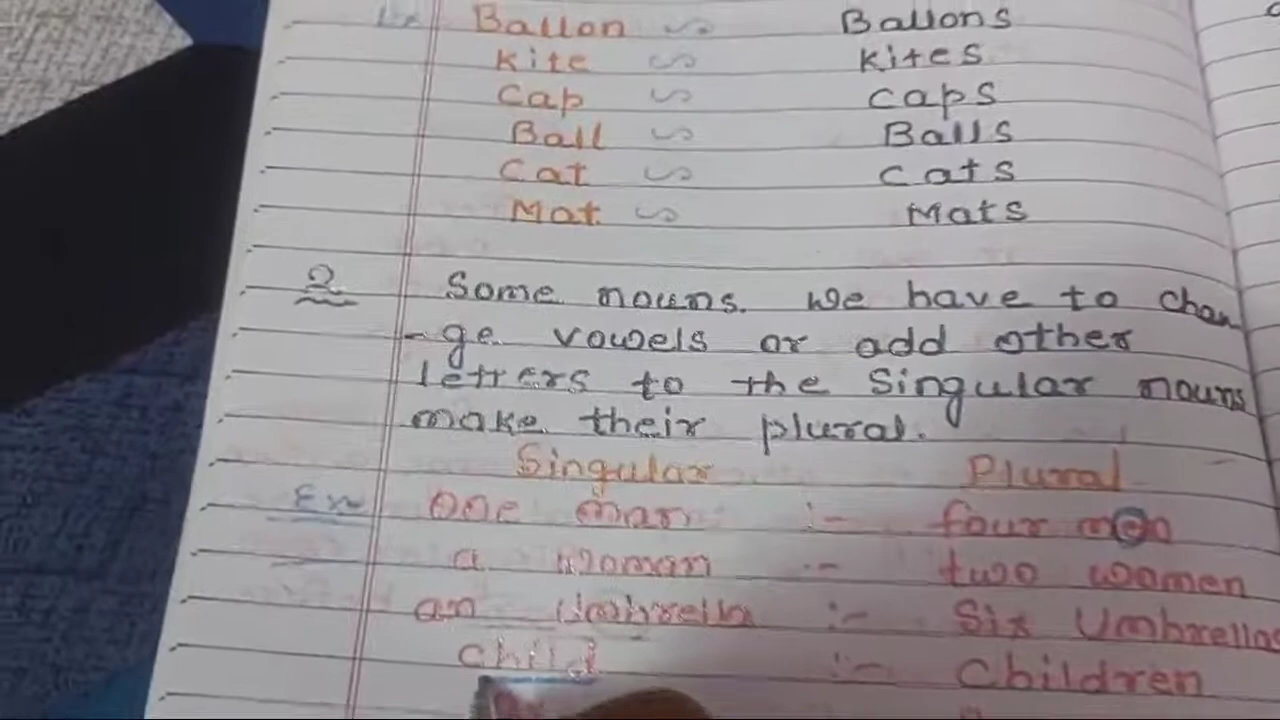 Ex Ballon ~ Ballons
Kite ~ Kites
Cap ~ Caps
Ball ~ Balls
Cat ~ Cats
Mat ~ Mats
2 Some nouns. We have to chan
-ge vowels or add other
letters to the singular nouns
make their plural.
Singular Plural
Ex One man :- four men
a woman :- two women
an Umbrella :- Six Umbrellas
Child :- Children